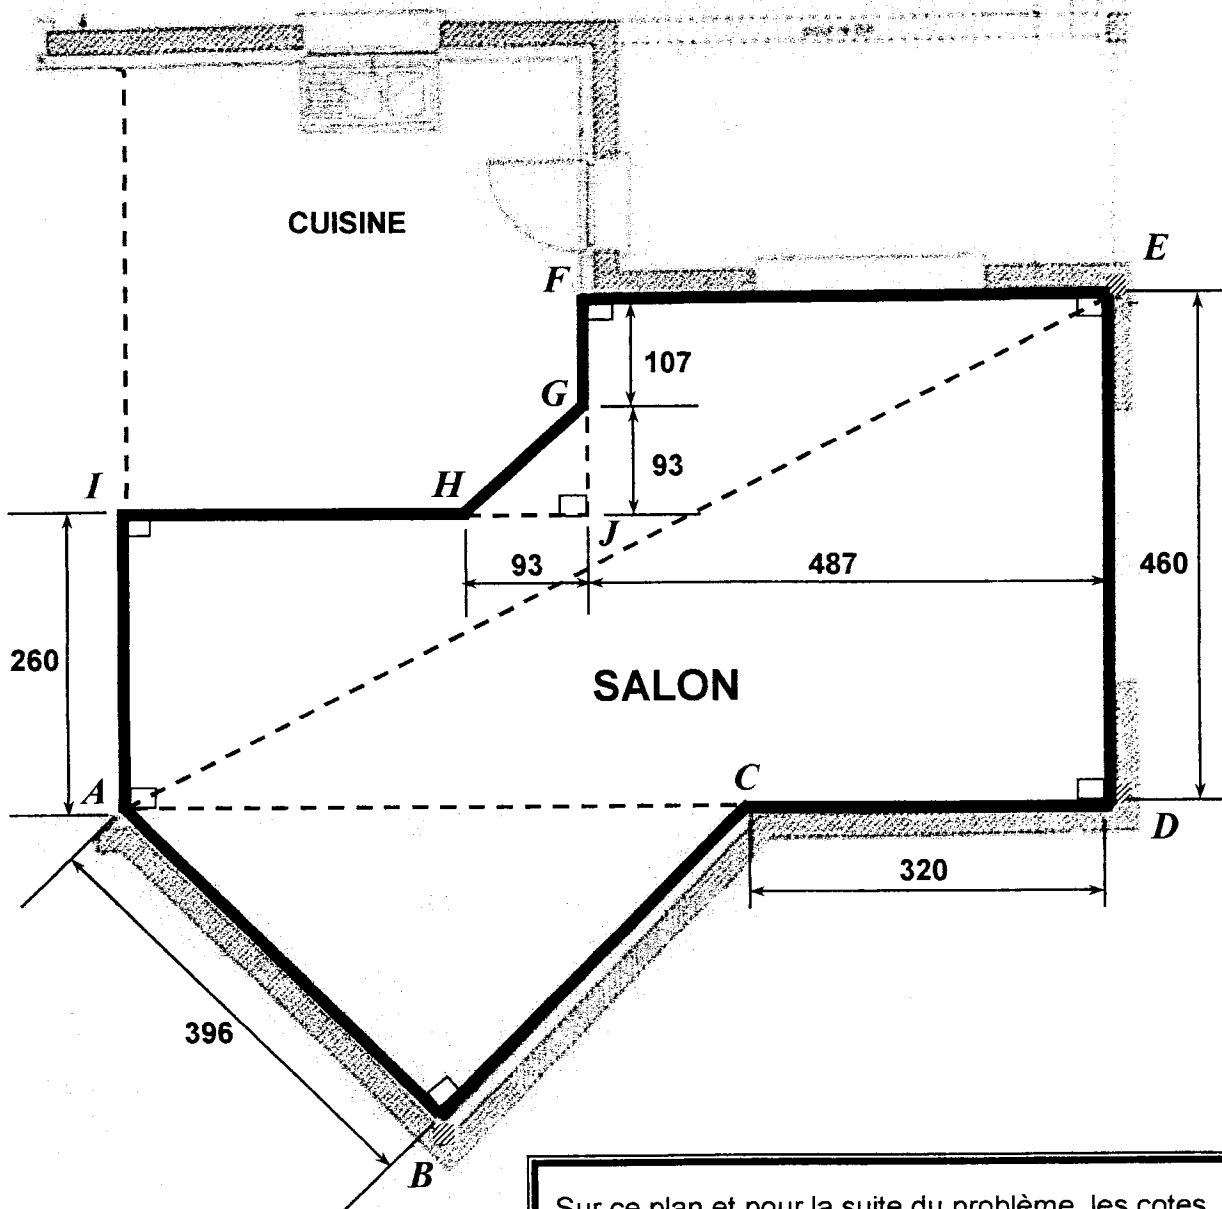 CUISINE
E
F
107
G
93
I
H
J
93
487
460
260
SALON
A
C
D
320
396
B
Sur ce plan et pour la suite du problème, les cotes